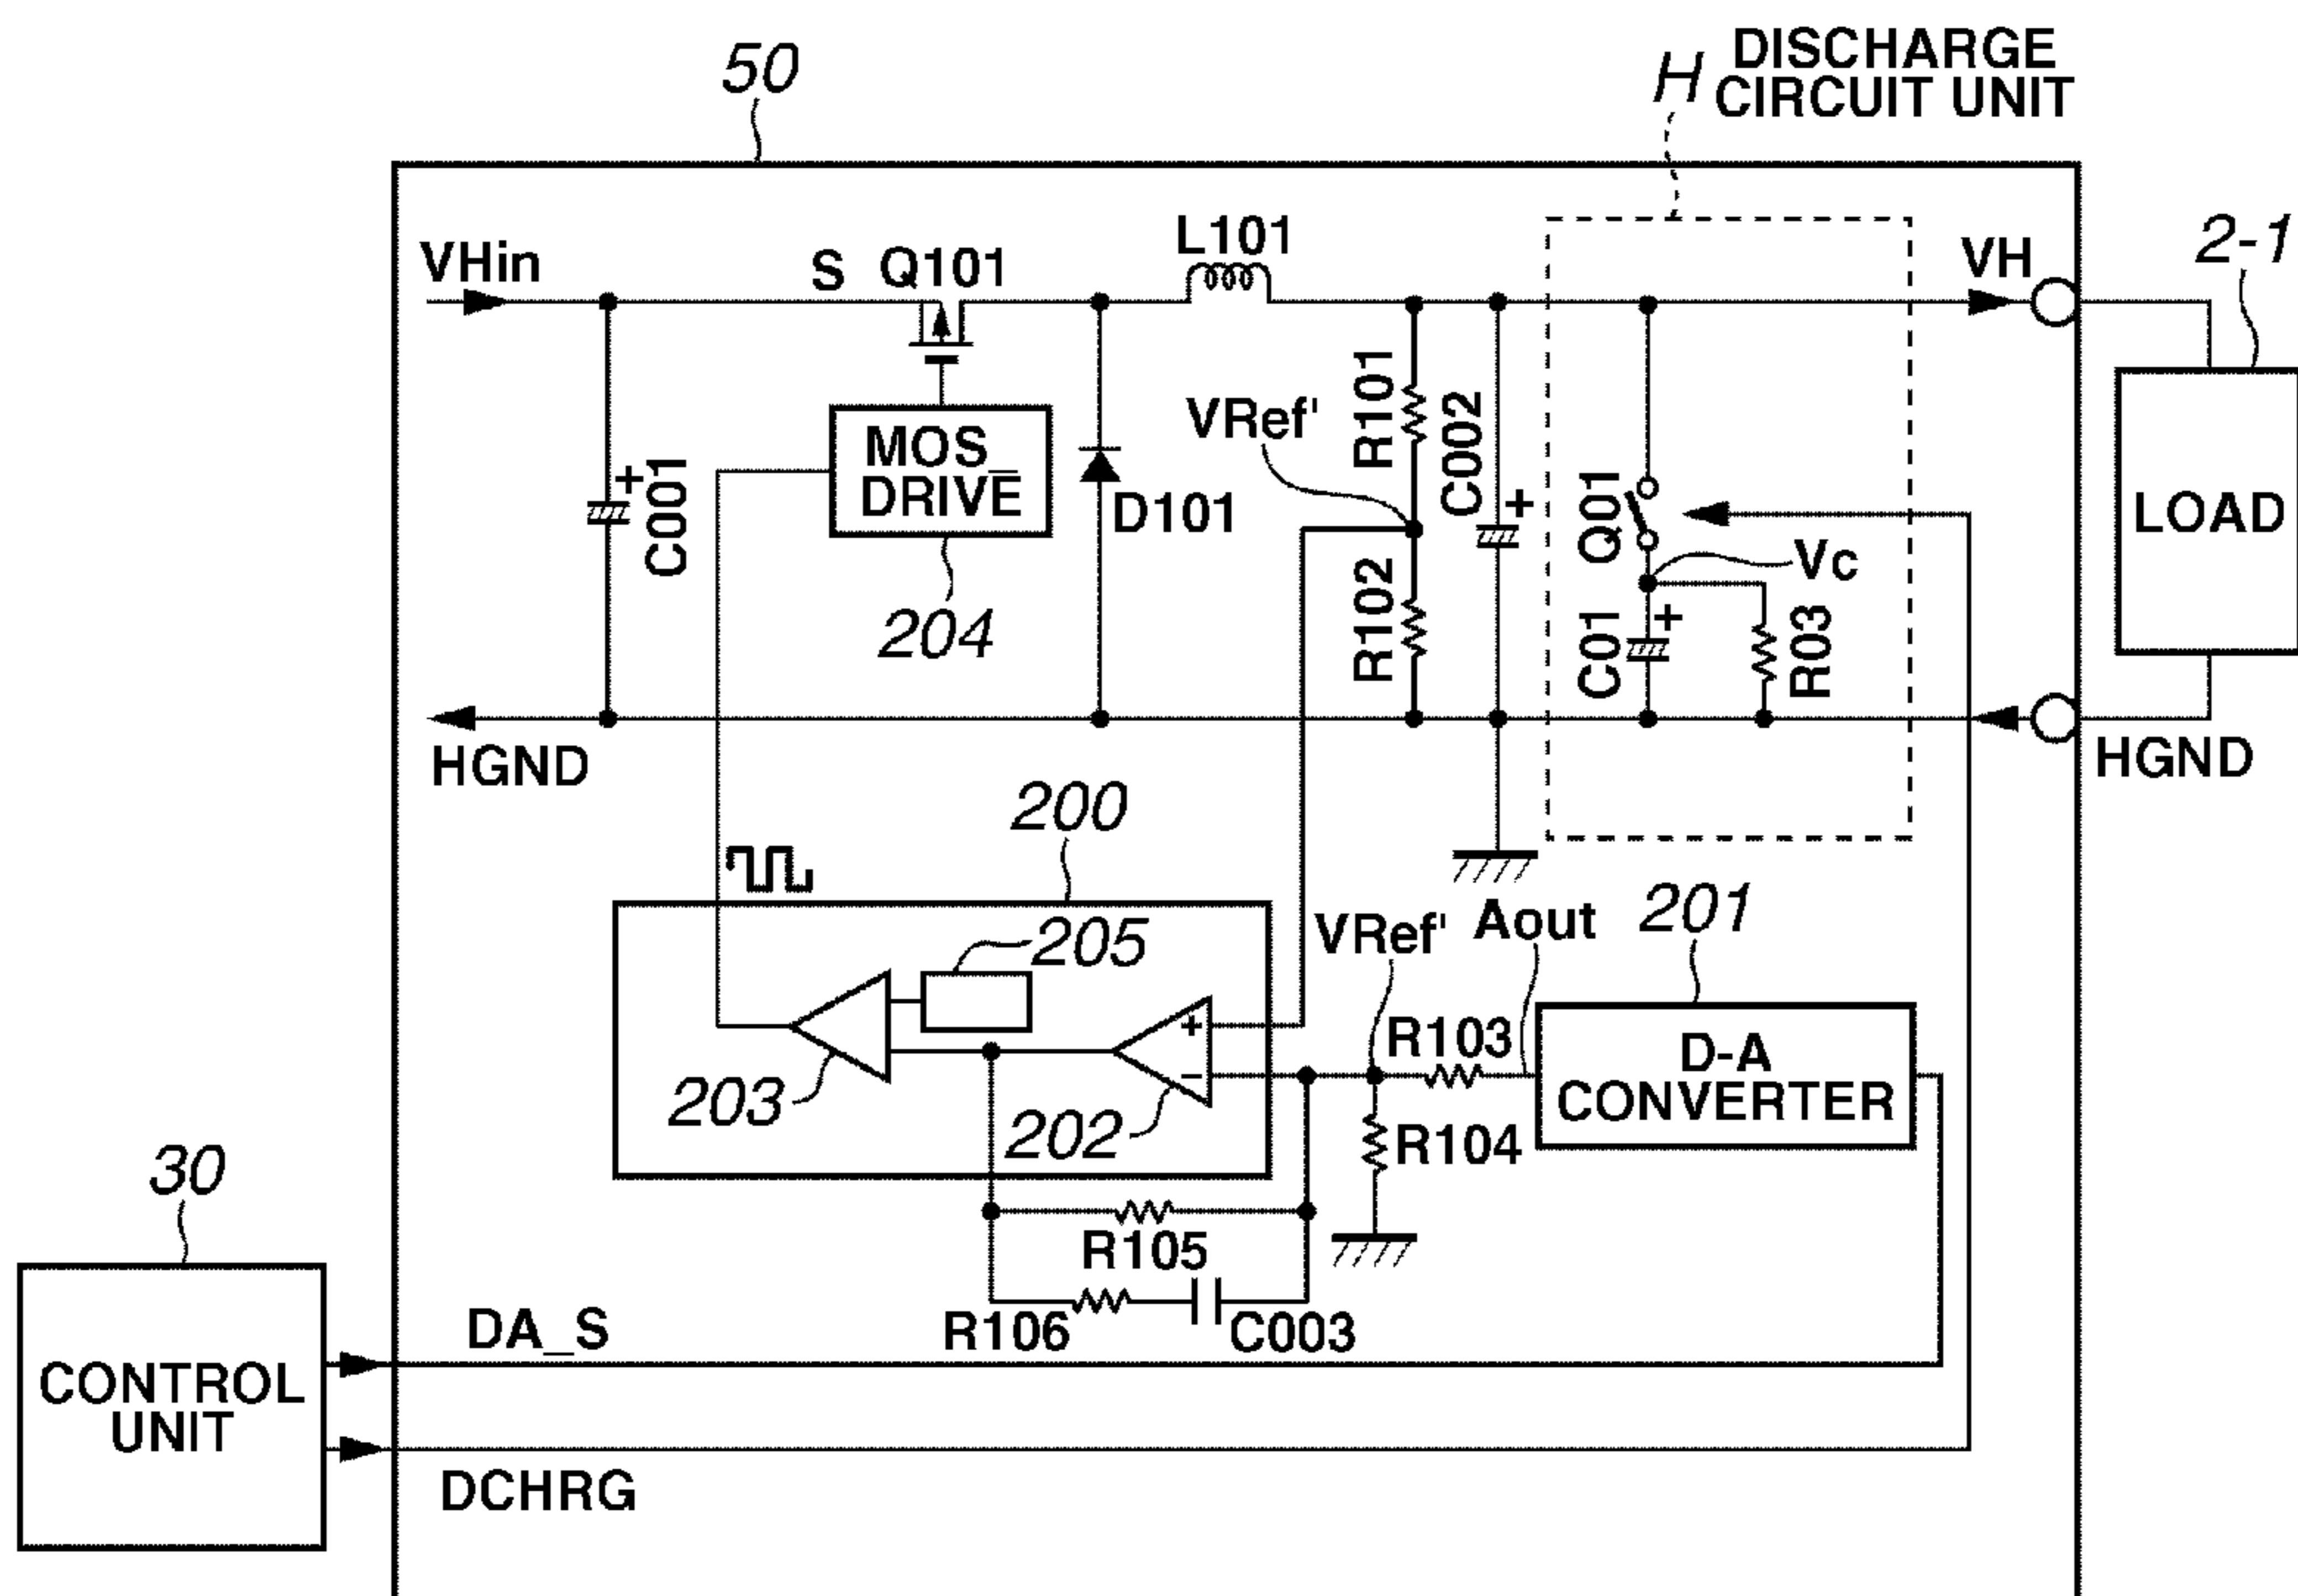 50
H DISCHARGE
CIRCUIT UNIT
VHin
S Q101
L101
VH
2-1
C001
MOS_
DRIVE
204
D101
VRef'
R101
R102
C002
+
+
Q01
Vc
C01
+
R03
LOAD
HGND
HGND
200
205
203
202
+
−
VRef'
Aout
201
R103
R104
D-A
CONVERTER
R105
R106
C003
30
CONTROL
UNIT
DA_S
DCHRG